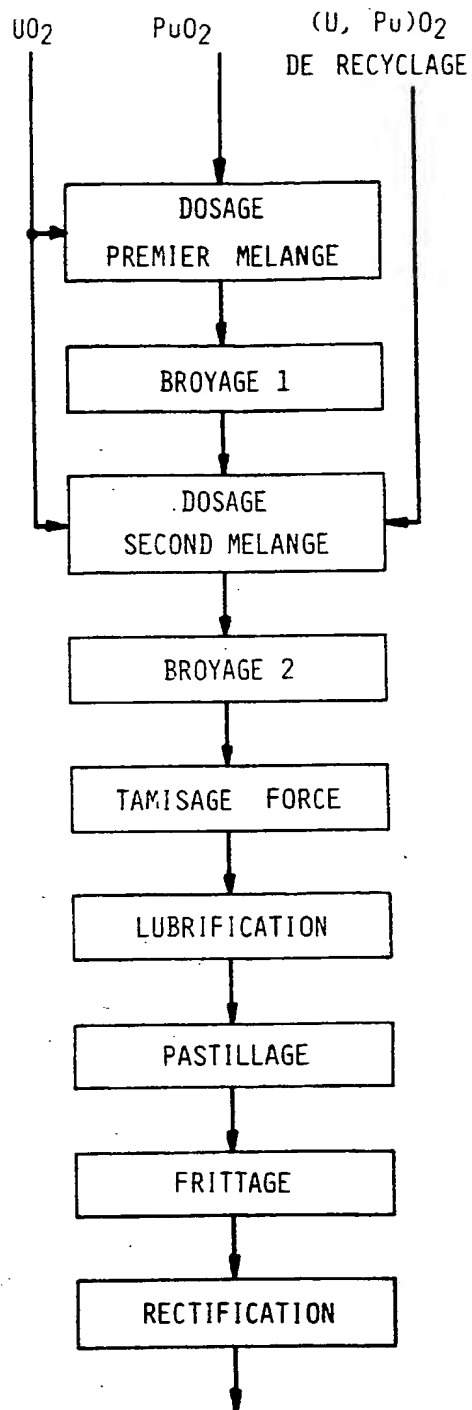 UO2 PuO2 (U, Pu)O2
DE RECYCLAGE
DOSAGE
PREMIER MELANGE
BROYAGE 1
DOSAGE
SECOND MELANGE
BROYAGE 2
TAMISAGE FORCE
LUBRIFICATION
PASTILLAGE
FRITTAGE
RECTIFICATION